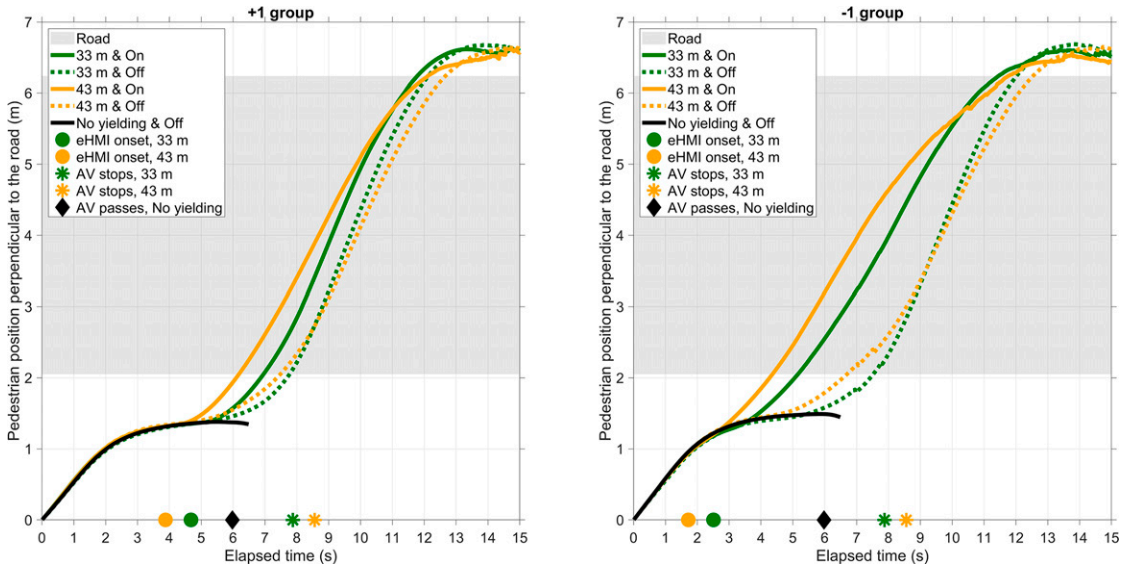 +1 group
Pedestrian position perpendicular to the road (m)
7
6
5
4
3
2
1
0
Road
33 m & On
33 m & Off
43 m & On
43 m & Off
No yielding & Off
eHMI onset, 33 m
eHMI onset, 43 m
AV stops, 33 m
AV stops, 43 m
AV passes, No yielding
0 1 2 3 4 5 6 7 8 9 10 11 12 13 14 15
Elapsed time (s)
-1 group
Pedestrian position perpendicular to the road (m)
7
6
5
4
3
2
1
0
Road
33 m & On
33 m & Off
43 m & On
43 m & Off
No yielding & Off
eHMI onset, 33 m
eHMI onset, 43 m
AV stops, 33 m
AV stops, 43 m
AV passes, No yielding
0 1 2 3 4 5 6 7 8 9 10 11 12 13 14 15
Elapsed time (s)